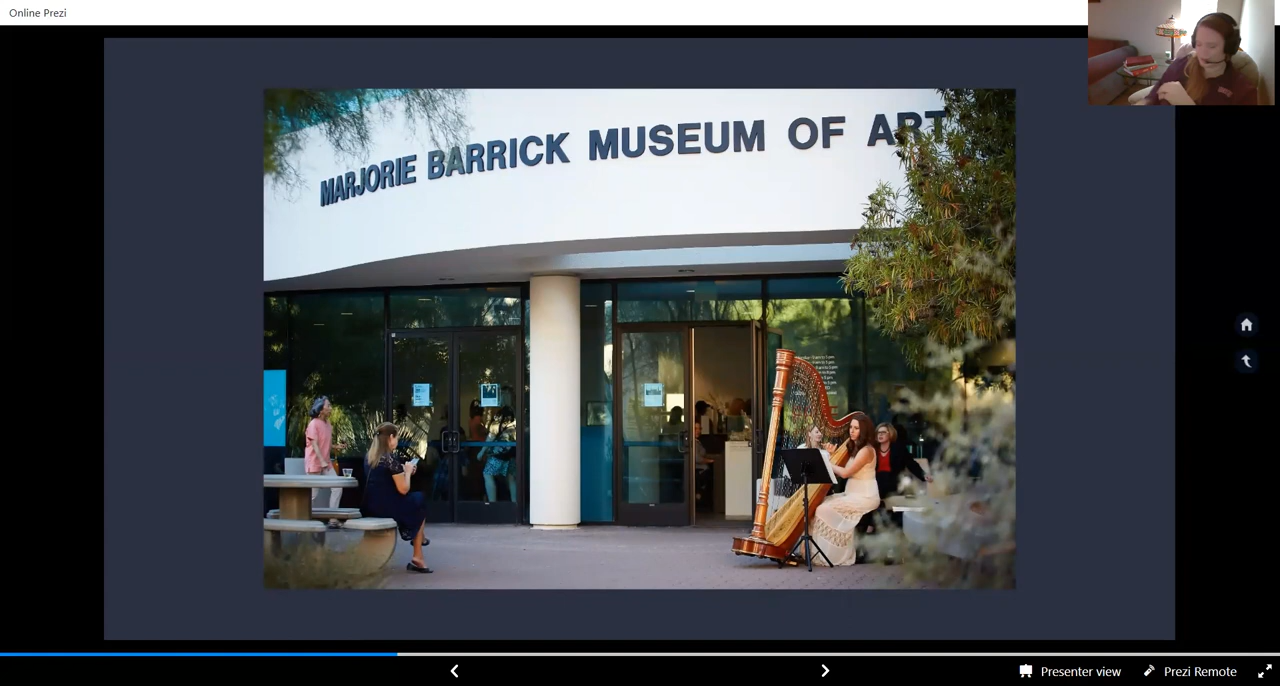 Online Prezi
MARJORIE BARRICK MUSEUM OF ART
Presenter view
Prezi Remote